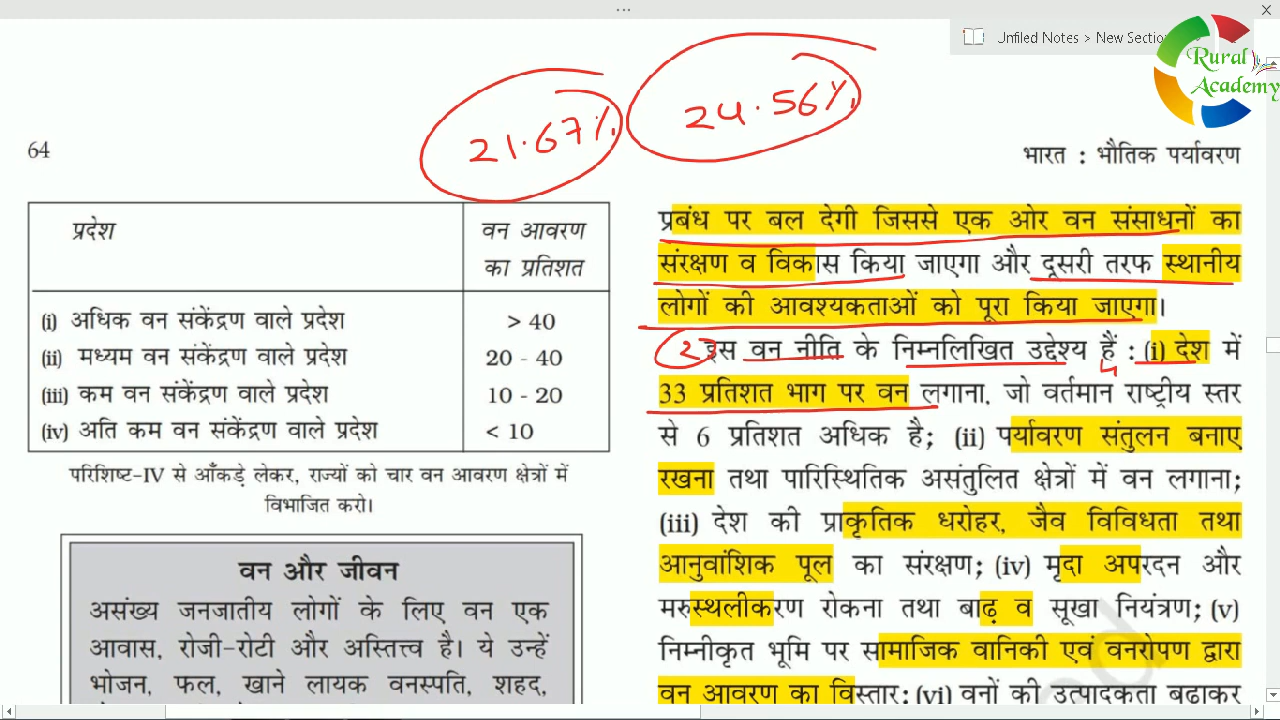 Unfiled Notes > New Section
Rural
Academy
21.67%
24.56%
64
भारत : भौतिक पर्यावरण
प्रदेश
वन आवरण
का प्रतिशत
(i) अधिक वन संकेंद्रण वाले प्रदेश > 40
(ii) मध्यम वन संकेंद्रण वाले प्रदेश 20 - 40
(iii) कम वन संकेंद्रण वाले प्रदेश 10 - 20
(iv) अति कम वन संकेंद्रण वाले प्रदेश < 10
परिशिष्ट-IV से आँकड़े लेकर, राज्यों को चार वन आवरण क्षेत्रों में
विभाजित करो।
वन और जीवन
असंख्य जनजातीय लोगों के लिए वन एक
आवास, रोजी-रोटी और अस्तित्त्व है। ये उन्हें
भोजन, फल, खाने लायक वनस्पति, शहद,
प्रबंध पर बल देगी जिससे एक ओर वन संसाधनों का
संरक्षण व विकास किया जाएगा और दूसरी तरफ स्थानीय
लोगों की आवश्यकताओं को पूरा किया जाएगा।
2 इस वन नीति के निम्नलिखित उद्देश्य हैं : (i) देश में
33 प्रतिशत भाग पर वन लगाना, जो वर्तमान राष्ट्रीय स्तर
से 6 प्रतिशत अधिक है; (ii) पर्यावरण संतुलन बनाए
रखना तथा पारिस्थितिक असंतुलित क्षेत्रों में वन लगाना;
(iii) देश की प्राकृतिक धरोहर, जैव विविधता तथा
आनुवांशिक पूल का संरक्षण; (iv) मृदा अपरदन और
मरुस्थलीकरण रोकना तथा बाढ़ व सूखा नियंत्रण; (v)
निम्नीकृत भूमि पर सामाजिक वानिकी एवं वनरोपण द्वारा
वन आवरण का विस्तार; (vi) वनों की उत्पादकता बढ़ाकर